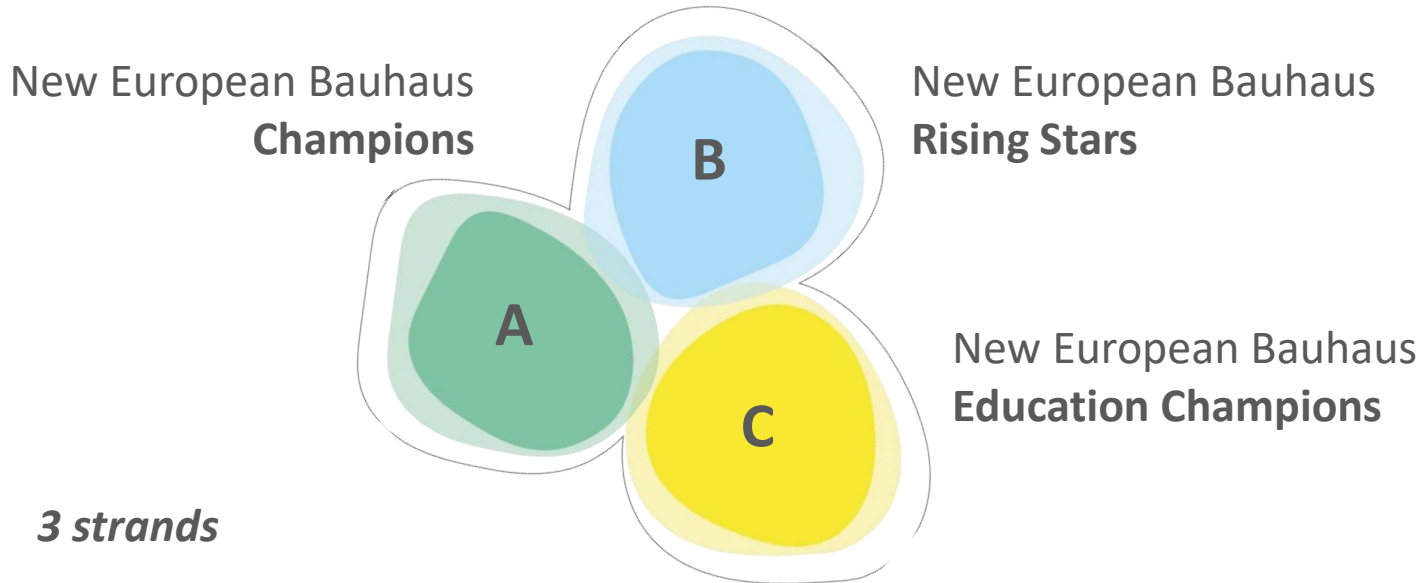 New European Bauhaus
Champions
A
B
New European Bauhaus
Rising Stars
C
New European Bauhaus
Education Champions
3 strands